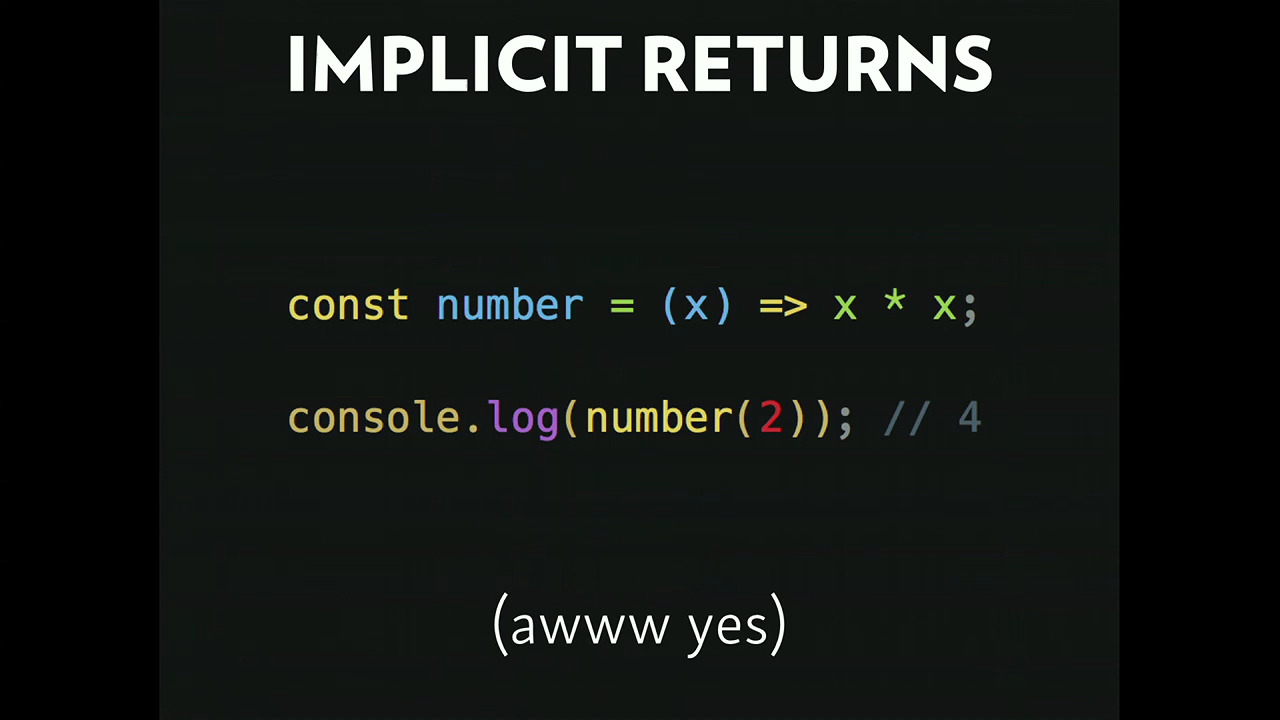 IMPLICIT RETURNS
const number = (x) => x * x;
console.log(number(2)); // 4
(awww yes)